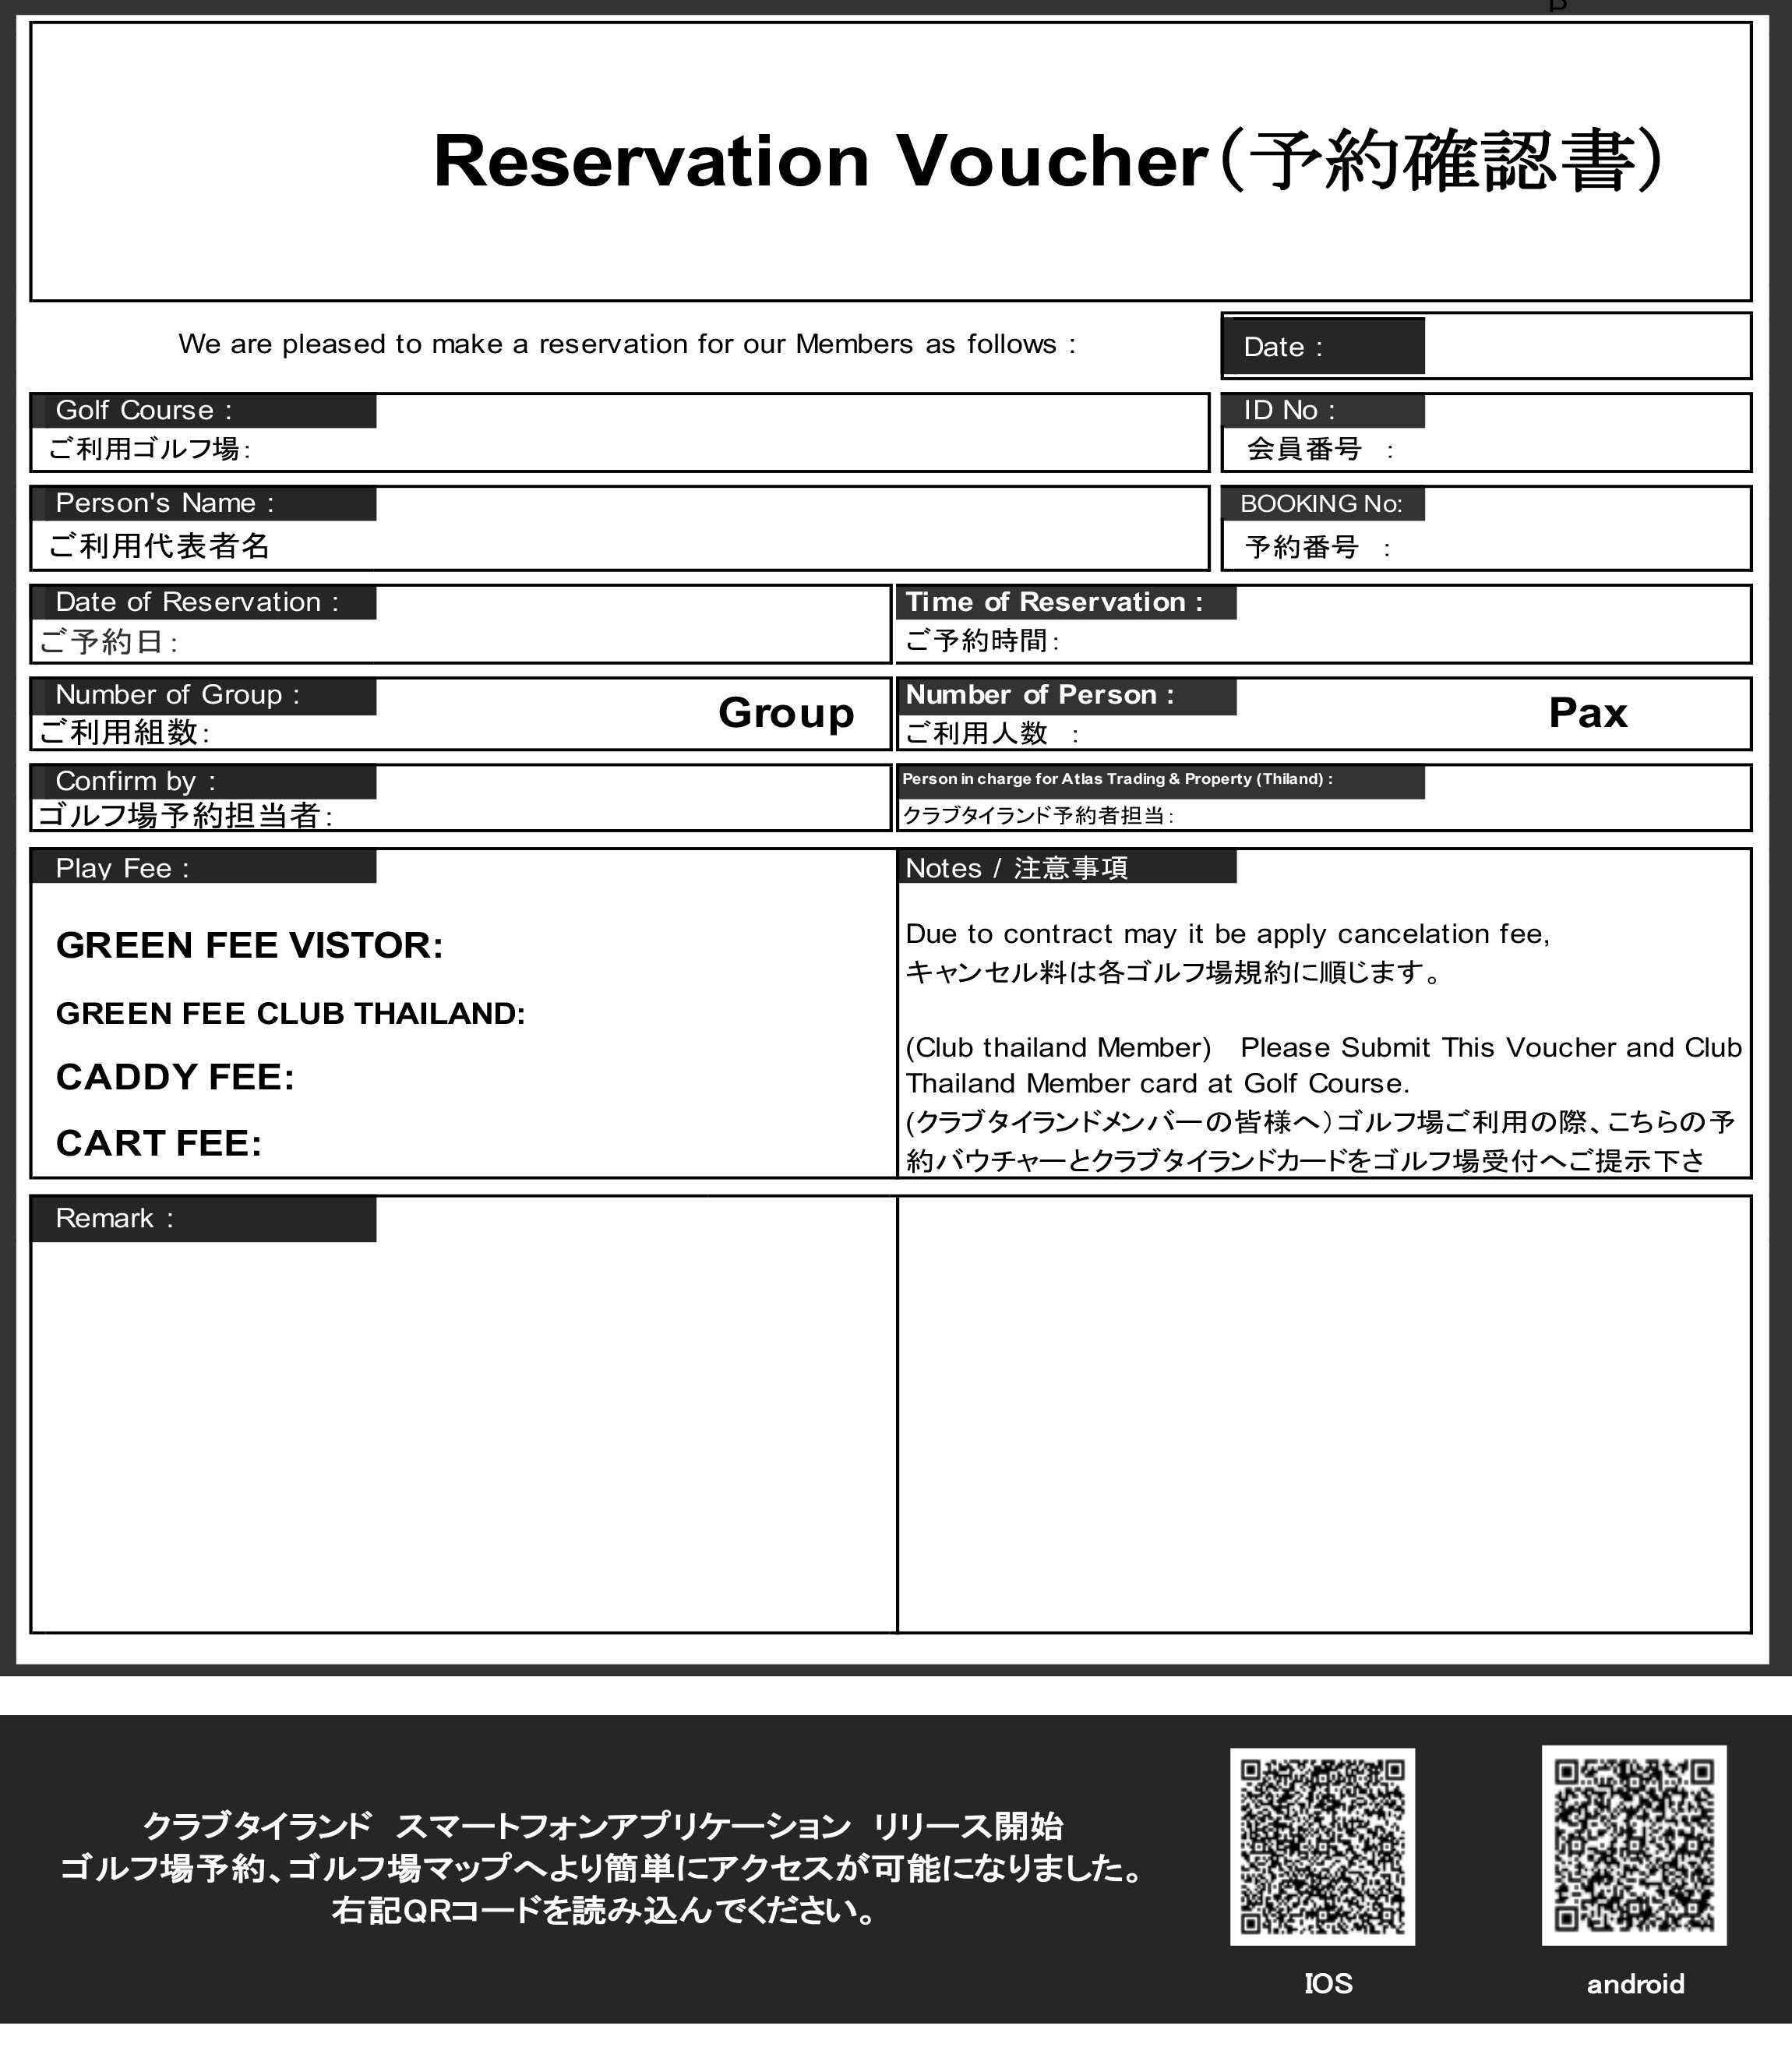 Reservation Voucher（予約確認書）
We are pleased to make a reservation for our Members as follows :
Date :
Golf Course :
ご利用ゴルフ場:
ID No :
会員番号 :
Person's Name :
ご利用代表者名
BOOKING No:
予約番号 :
Date of Reservation :
ご予約日:
Time of Reservation :
ご予約時間:
Number of Group :
ご利用組数:
Group
Number of Person :
ご利用人数 :
Pax
Confirm by :
ゴルフ場予約担当者:
Person in charge for Atlas Trading & Property (Thiland) :
クラブタイランド予約者担当:
Play Fee :
GREEN FEE VISTOR:
GREEN FEE CLUB THAILAND:
CADDY FEE:
CART FEE:
Notes / 注意事項
Due to contract may it be apply cancelation fee,
キャンセル料は各ゴルフ場規約に順じます。
(Club thailand Member) Please Submit This Voucher and Club
Thailand Member card at Golf Course.
(クラブタイランドメンバーの皆様へ）ゴルフ場ご利用の際、こちらの予
約バウチャーとクラブタイランドカードをゴルフ場受付へご提示下さ
Remark :
クラブタイランド スマートフォンアプリケーション リリース開始
ゴルフ場予約、ゴルフ場マップへより簡単にアクセスが可能になりました。
右記QRコードを読み込んでください。
IOS
android